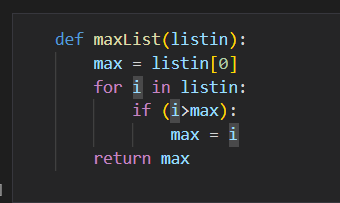 def maxList(listin):
    max = listin[0]
    for i in listin:
        if (i>max):
            max = i
    return max